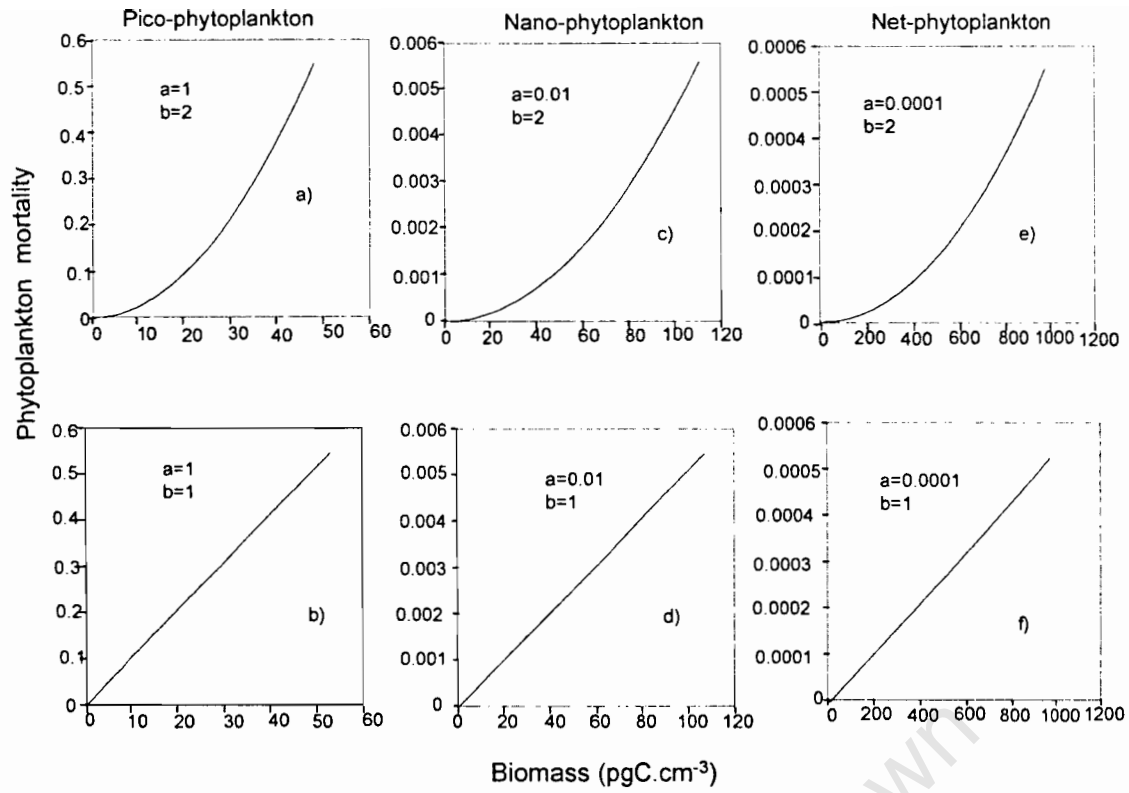 Pico-phytoplankton
Nano-phytoplankton
Net-phytoplankton
Phytoplankton mortality
0.6
0.5
0.4
0.3
0.2
0.1
0
a=1
b=2
a)
0 10 20 30 40 50 60
0.006
0.005
0.004
0.003
0.002
0.001
0
a=0.01
b=2
c)
0 20 40 60 80 100 120
0.0006
0.0005
0.0004
0.0003
0.0002
0.0001
0
a=0.0001
b=2
e)
0 200 400 600 800 1000 1200
0.6
0.5
0.4
0.3
0.2
0.1
0
a=1
b=1
b)
0 10 20 30 40 50 60
0.006
0.005
0.004
0.003
0.002
0.001
0
a=0.01
b=1
d)
0 20 40 60 80 100 120
0.0006
0.0005
0.0004
0.0003
0.0002
0.0001
0
a=0.0001
b=1
f)
0 200 400 600 800 1000 1200
Biomass (pgC.cm-3)
wn